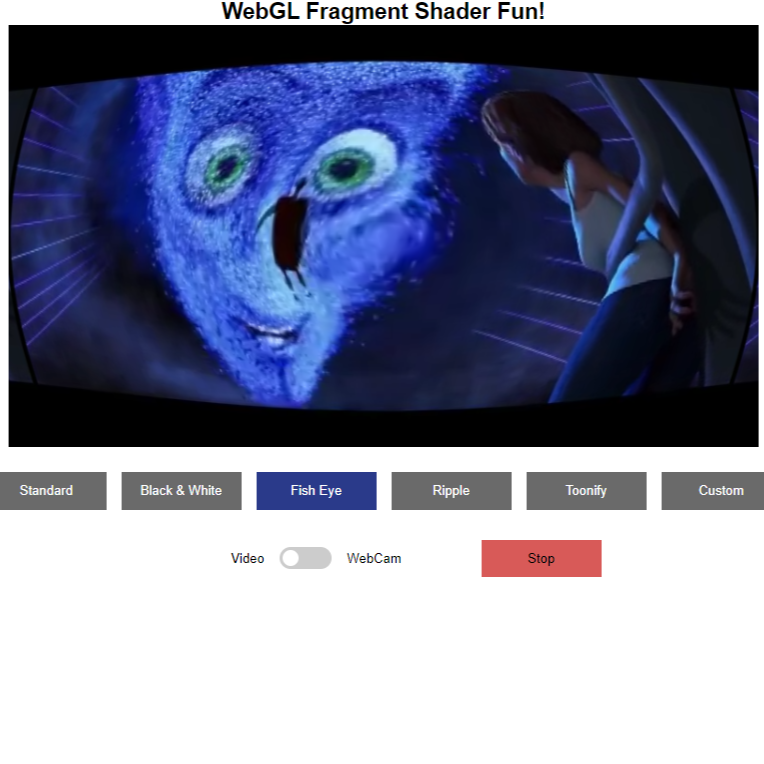 WebGL Fragment Shader Fun!
Standard Black & White Fish Eye Ripple Toonify Custom
Video WebCam Stop